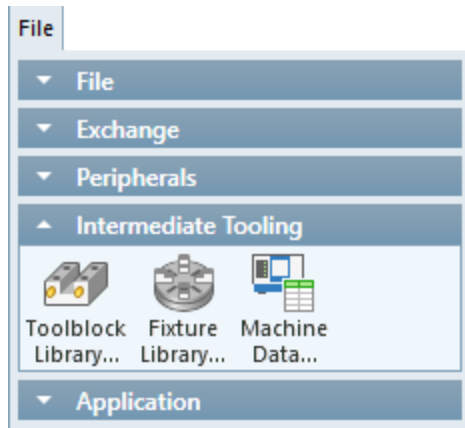 File
File
Exchange
Peripherals
Intermediate Tooling
Toolblock Fixture Machine
Library... Library... Data...
Application